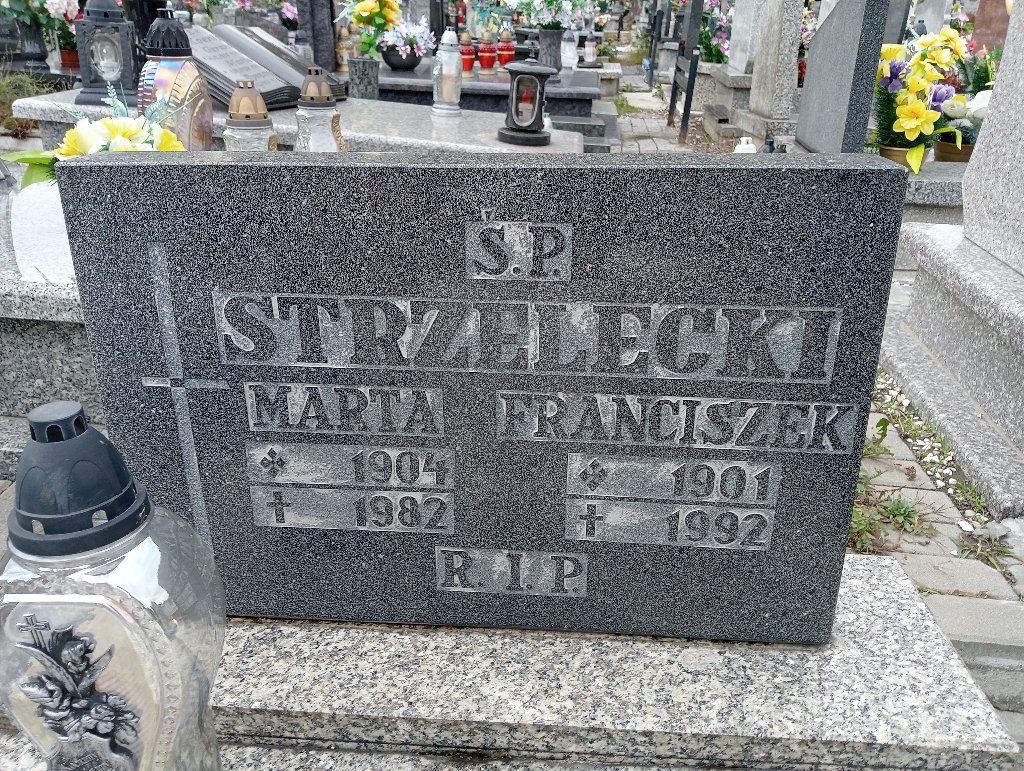 Ś.P.
STRZELECKI
MARTA FRANCISZEK
1904 1901
1982 1992
R.I.P.